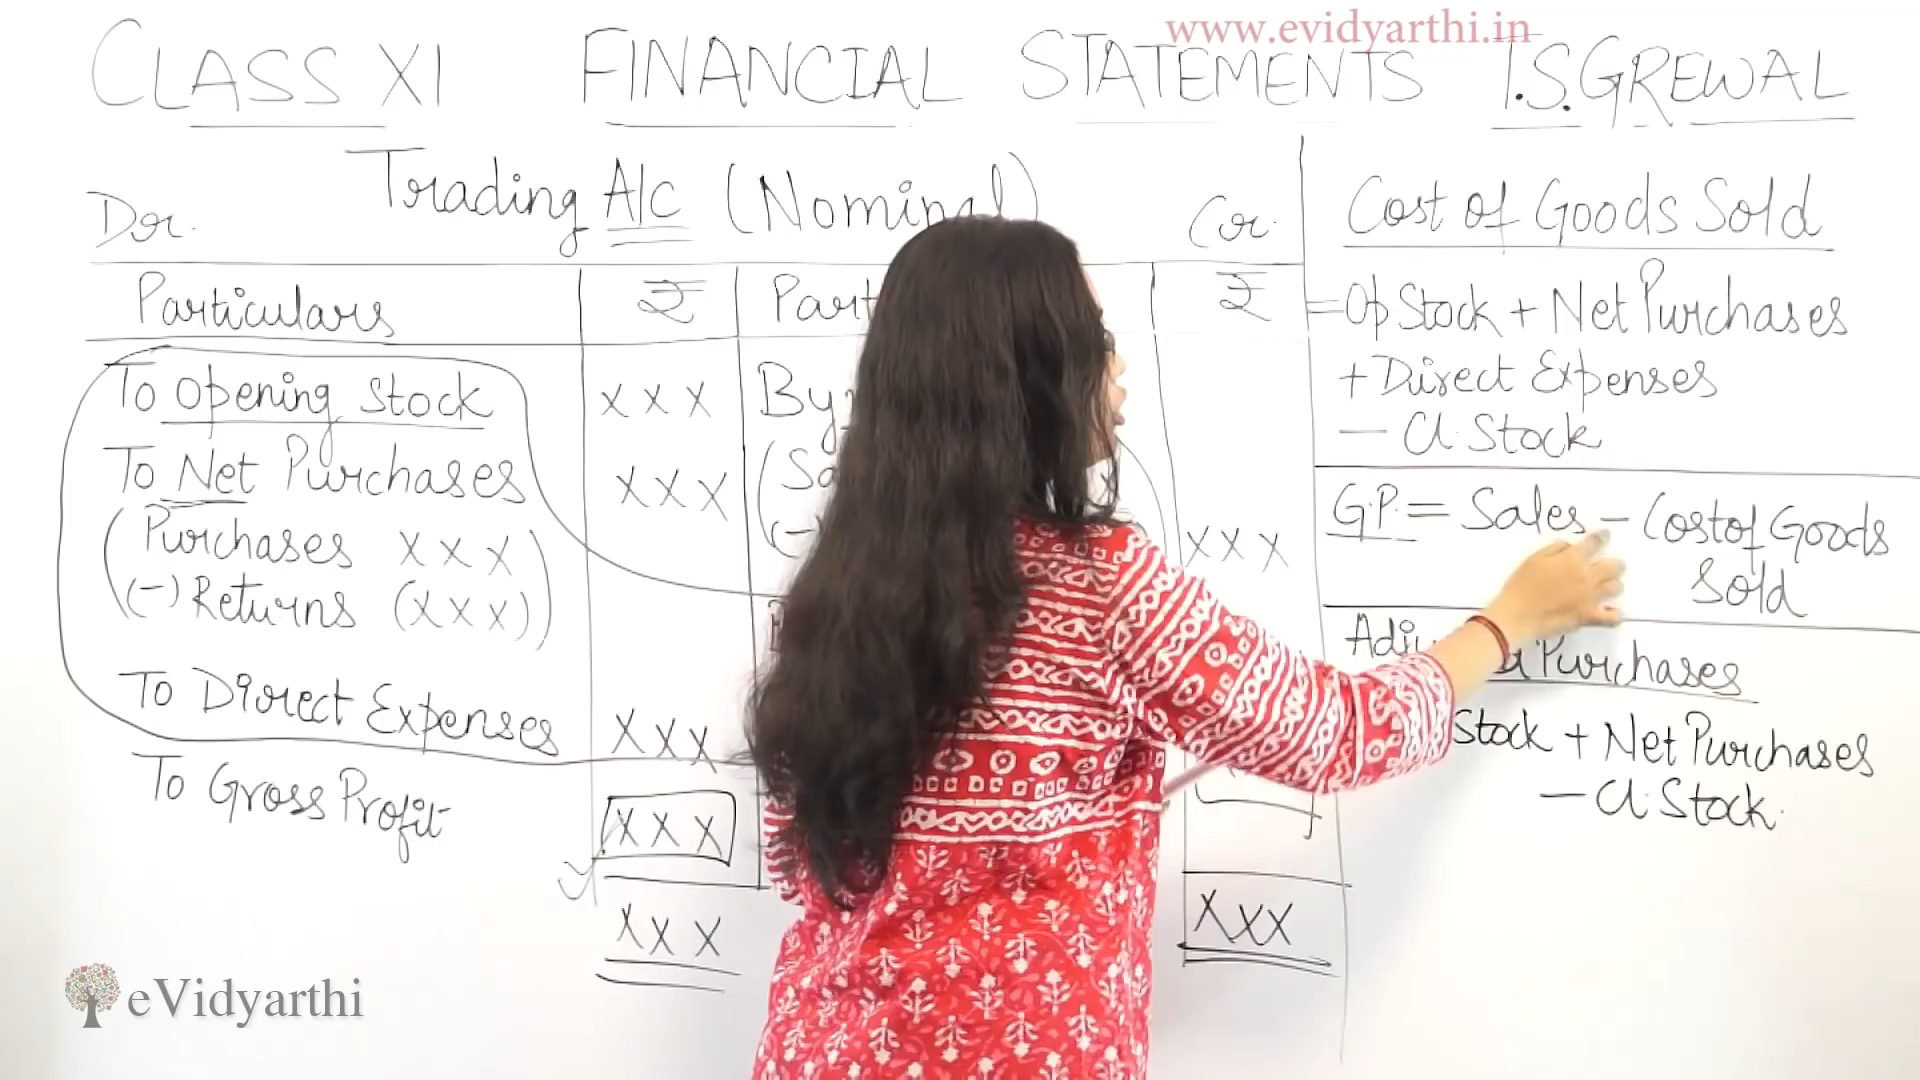 www.evidyarthi.in
CLASS XI FINANCIAL STATEMENTS T.S.GREWAL
Trading A/C (Nominal)
Dr. Cr.
Particulars ₹ ₹
To Opening Stock XXX By
To Net Purchases XXX
(Purchases XXX
(-) Returns (XXX)) XXX
To Direct Expenses XXX
To Gross Profit XXX
XXX XXX
Cost of Goods Sold
= Op Stock + Net Purchases
+ Direct Expenses
- Cl. Stock
G.P. = Sales - Cost of Goods
Sold
Purchases
Stock + Net Purchases
- Cl. Stock.
eVidyarthi